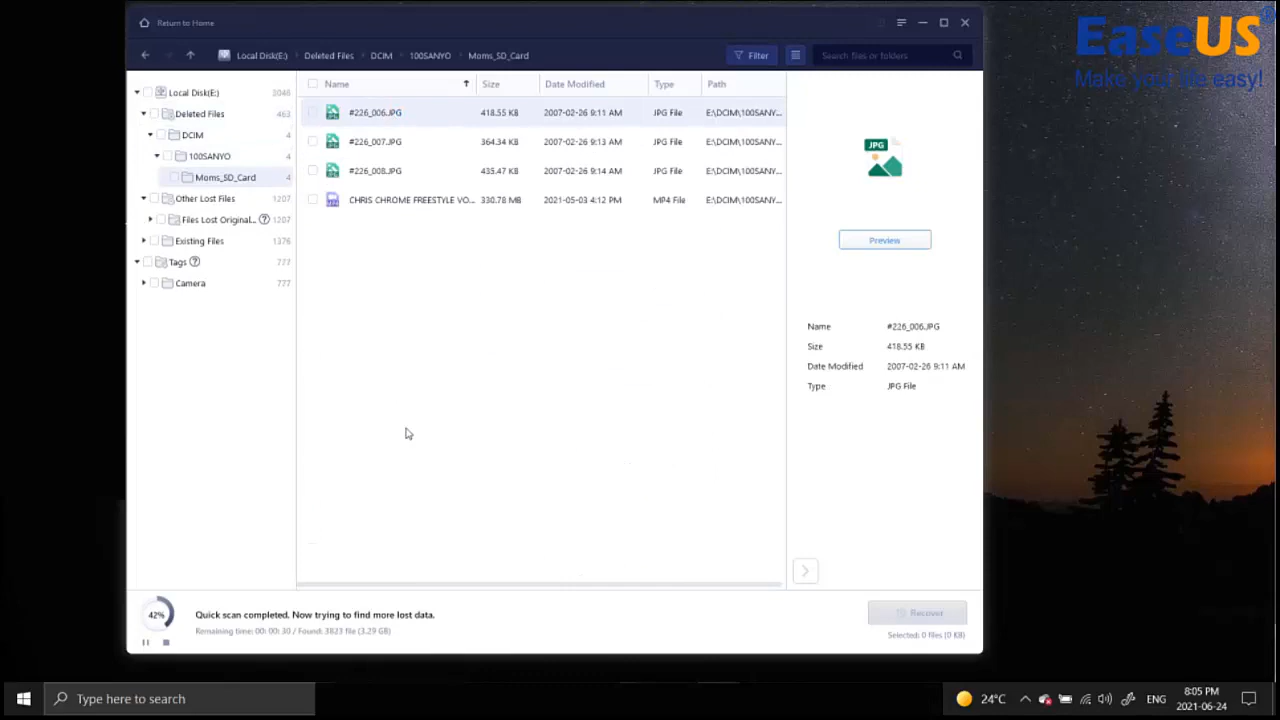 Return to Home
EaseUS®
Make your life easy!
Local Disk(E:) Deleted Files DCIM 100SANYO Moms_SD_Card
Filter
Search files or folders
Name Size Date Modified Type Path
Local Disk(E:) 3046
Deleted Files 463
DCIM 4
100SANYO 4
Moms_SD_Card 4
Other Lost Files 1207
Files Lost Original... ? 1207
Existing Files 1376
Tags ? 777
Camera 777
#226_006.JPG 418.55 KB 2007-02-26 9:11 AM JPG File E:\DCIM\100SANY...
#226_007.JPG 364.34 KB 2007-02-26 9:13 AM JPG File E:\DCIM\100SANY...
#226_008.JPG 435.47 KB 2007-02-26 9:14 AM JPG File E:\DCIM\100SANY...
CHRIS CHROME FREESTYLE VO... 330.78 MB 2021-05-03 4:12 PM MP4 File E:\DCIM\100SANY...
JPG
Preview
Name #226_006.JPG
Size 418.55 KB
Date Modified 2007-02-26 9:11 AM
Type JPG File
42%
Quick scan completed. Now trying to find more lost data.
Remaining time: 00: 00: 30 / Found: 3823 file (3.29 GB)
Recover
Selected: 0 files (0 KB)
Type here to search
24°C
ENG
8:05 PM
2021-06-24